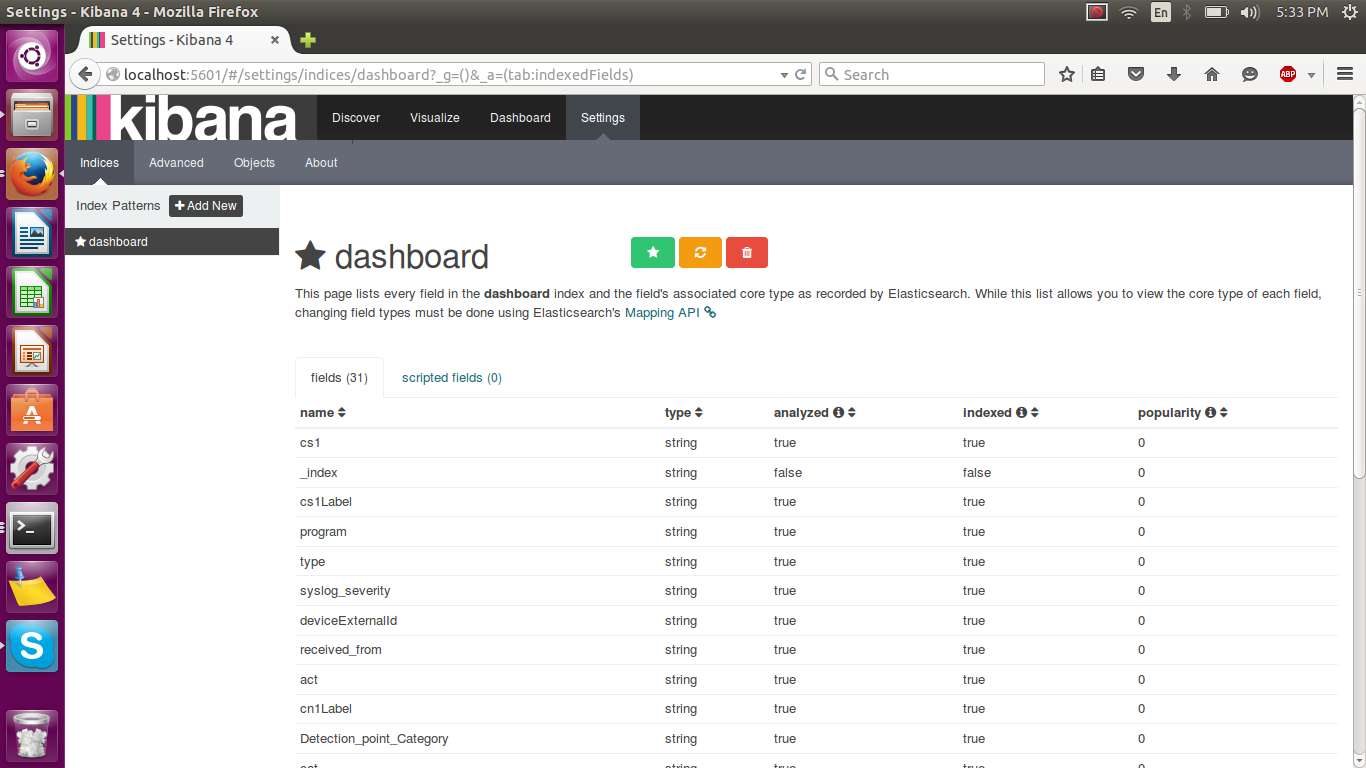 Settings - Kibana 4 - Mozilla Firefox
En
5:33 PM
Settings - Kibana 4
localhost:5601/#/settings/indices/dashboard?_g=()&_a=(tab:indexedFields)
Search
ABP
kibana
Discover
Visualize
Dashboard
Settings
Indices
Advanced
Objects
About
Index Patterns
Add New
dashboard
dashboard
This page lists every field in the dashboard index and the field's associated core type as recorded by Elasticsearch. While this list allows you to view the core type of each field,
changing field types must be done using Elasticsearch's Mapping API
fields (31)
scripted fields (0)
name type analyzed indexed popularity
cs1 string true true 0
_index string false false 0
cs1Label string true true 0
program string true true 0
type string true true 0
syslog_severity string true true 0
deviceExternalId string true true 0
received_from string true true 0
act string true true 0
cn1Label string true true 0
Detection_point_Category string true true 0